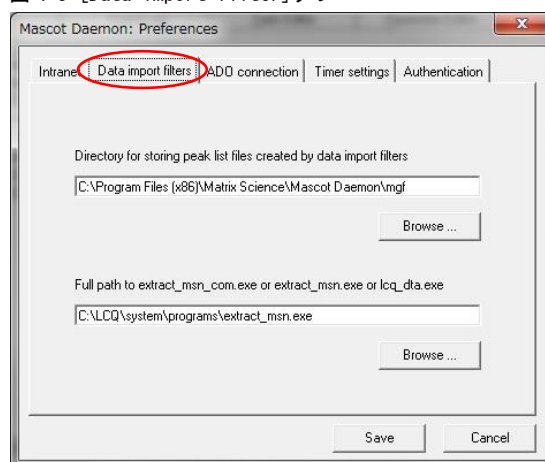 Mascot Daemon: Preferences
Intranet Data import filters ADO connection Timer settings Authentication
Directory for storing peak list files created by data import filters
C:\Program Files (x86)\Matrix Science\Mascot Daemon\mgf
Browse ...
Full path to extract_msn_com.exe or extract_msn.exe or lcq_dta.exe
C:\LCQ\system\programs\extract_msn.exe
Browse ...
Save Cancel